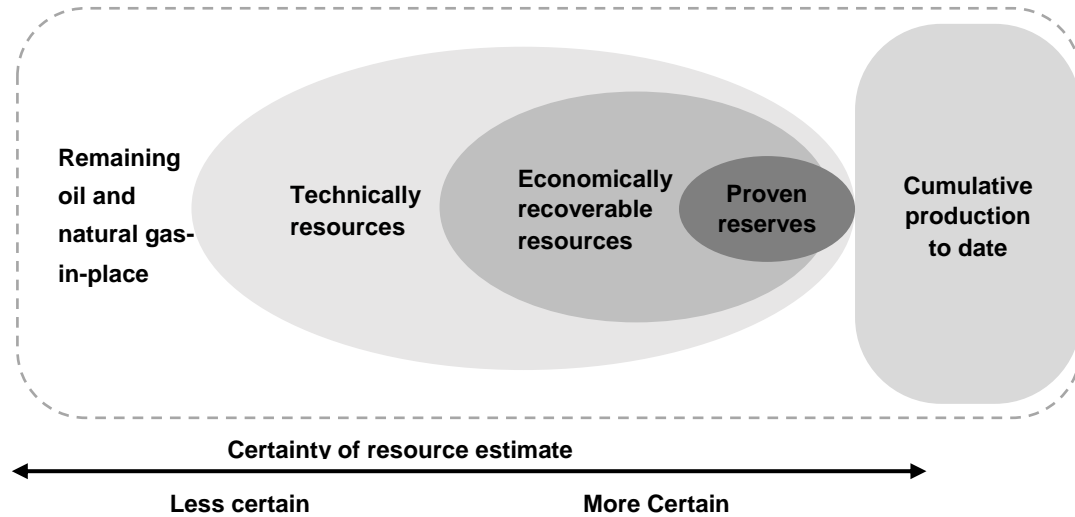 Remaining
oil and
natural gas-
in-place
Technically
resources
Economically
recoverable
resources
Proven
reserves
Cumulative
production
to date
Certainty of resource estimate
Less certain
More Certain